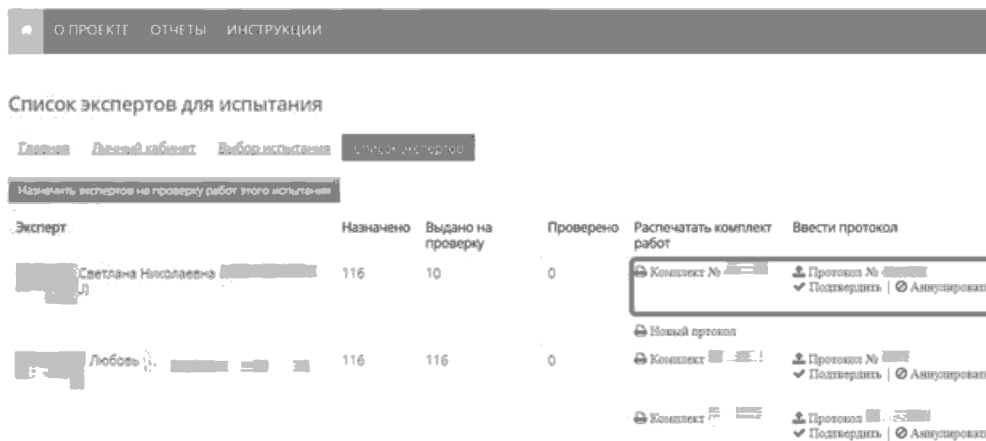 О ПРОЕКТЕ ОТЧЕТЫ ИНСТРУКЦИИ
Список экспертов для испытания
Главная Личный кабинет Выбор испытания Список экспертов
Назначить экспертов на проверку работ этого испытания
Эксперт Назначено Выдано на проверку Проверено Распечатать комплект работ Ввести протокол
Светлана Николаевна 116 10 0 Комплект № Протокол №
Подтвердить | Аннулировать
Новый протокол
Любовь 116 116 0 Комплект Протокол №
Подтвердить | Аннулировать
Комплект Протокол
Подтвердить | Аннулировать